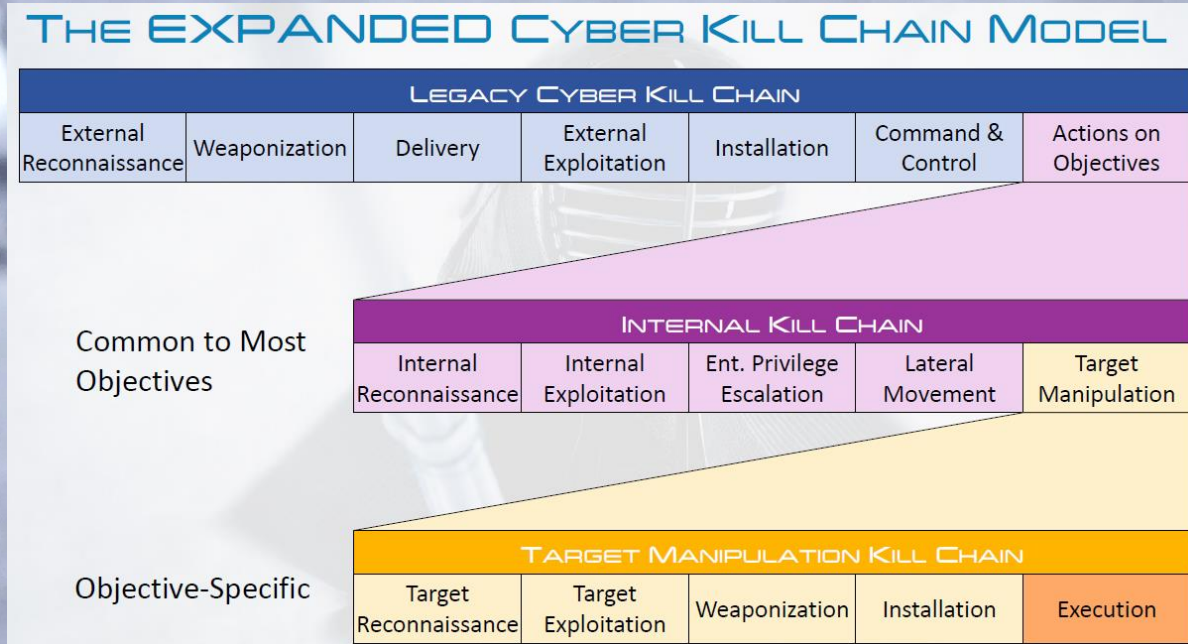 THE EXPANDED CYBER KILL CHAIN MODEL
LEGACY CYBER KILL CHAIN
External
Reconnaissance
Weaponization
Delivery
External
Exploitation
Installation
Command &
Control
Actions on
Objectives
Common to Most
Objectives
INTERNAL KILL CHAIN
Internal
Reconnaissance
Internal
Exploitation
Ent. Privilege
Escalation
Lateral
Movement
Target
Manipulation
Objective-Specific
TARGET MANIPULATION KILL CHAIN
Target
Reconnaissance
Target
Exploitation
Weaponization
Installation
Execution